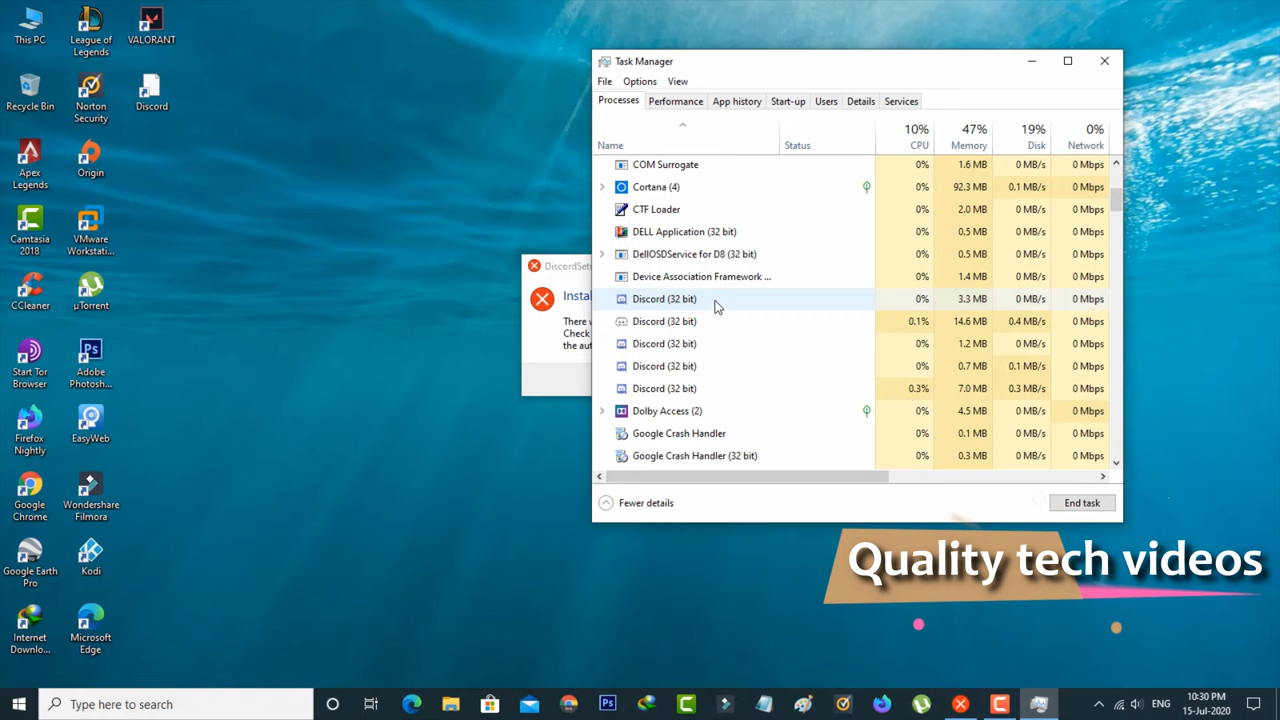 This PC
League of
Legends
VALORANT
Recycle Bin
Norton
Security
Discord
Apex
Legends
Origin
Camtasia
2018
VMware
Workstati...
CCleaner
µTorrent
Start Tor
Browser
Adobe
Photosh...
Firefox
Nightly
EasyWeb
Google
Chrome
Wondershare
Filmora
Google Earth
Pro
Kodi
Internet
Downlo...
Microsoft
Edge
DiscordSet
Instal
There
Check
the au
Task Manager
File Options View
Processes Performance App history Start-up Users Details Services
10% 47% 19% 0%
Name Status CPU Memory Disk Network
COM Surrogate 0% 1.6 MB 0 MB/s 0 Mbps
Cortana (4) 0% 92.3 MB 0.1 MB/s 0 Mbps
CTF Loader 0% 2.0 MB 0 MB/s 0 Mbps
DELL Application (32 bit) 0% 0.5 MB 0 MB/s 0 Mbps
DellOSDService for D8 (32 bit) 0% 0.5 MB 0 MB/s 0 Mbps
Device Association Framework ... 0% 1.4 MB 0 MB/s 0 Mbps
Discord (32 bit) 0% 3.3 MB 0 MB/s 0 Mbps
Discord (32 bit) 0.1% 14.6 MB 0.4 MB/s 0 Mbps
Discord (32 bit) 0% 1.2 MB 0 MB/s 0 Mbps
Discord (32 bit) 0% 0.7 MB 0.1 MB/s 0 Mbps
Discord (32 bit) 0.3% 7.0 MB 0.3 MB/s 0 Mbps
Dolby Access (2) 0% 4.5 MB 0 MB/s 0 Mbps
Google Crash Handler 0% 0.1 MB 0 MB/s 0 Mbps
Google Crash Handler (32 bit) 0% 0.3 MB 0 MB/s 0 Mbps
Fewer details End task
Quality tech videos
Type here to search
ENG
10:30 PM
15-Jul-2020